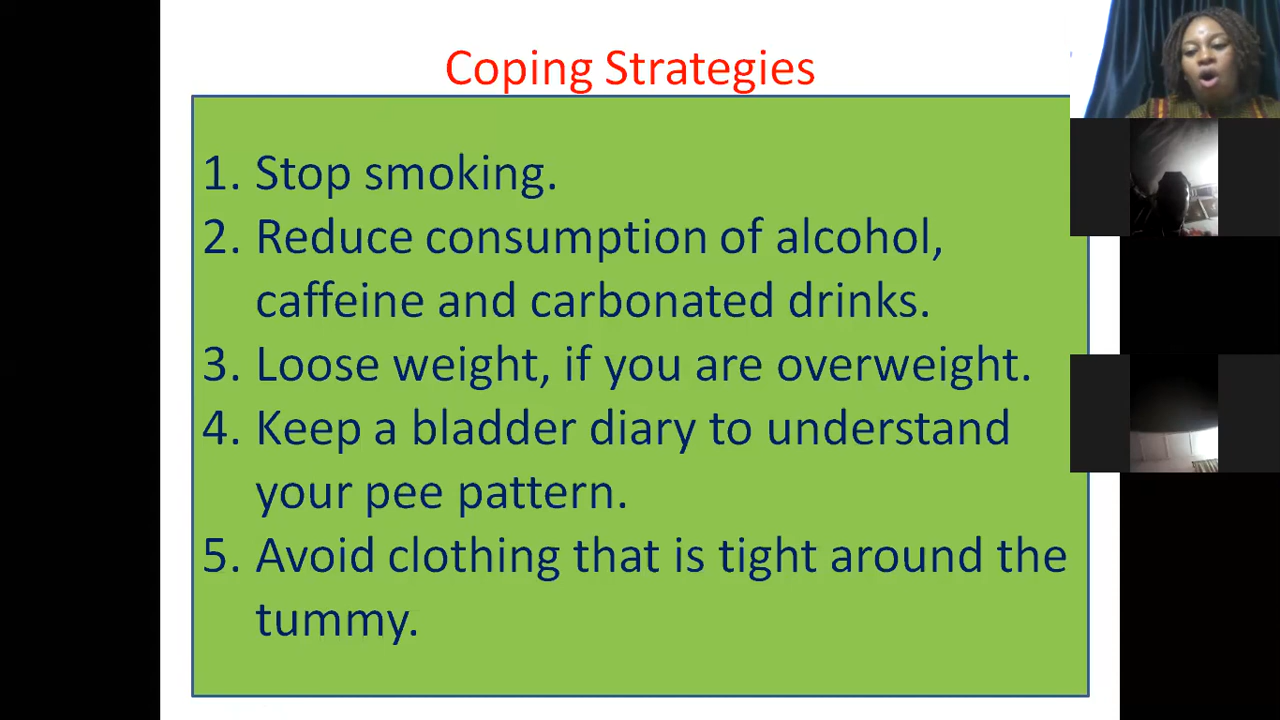 Coping Strategies
1. Stop smoking.
2. Reduce consumption of alcohol,
caffeine and carbonated drinks.
3. Loose weight, if you are overweight.
4. Keep a bladder diary to understand
your pee pattern.
5. Avoid clothing that is tight around the
tummy.